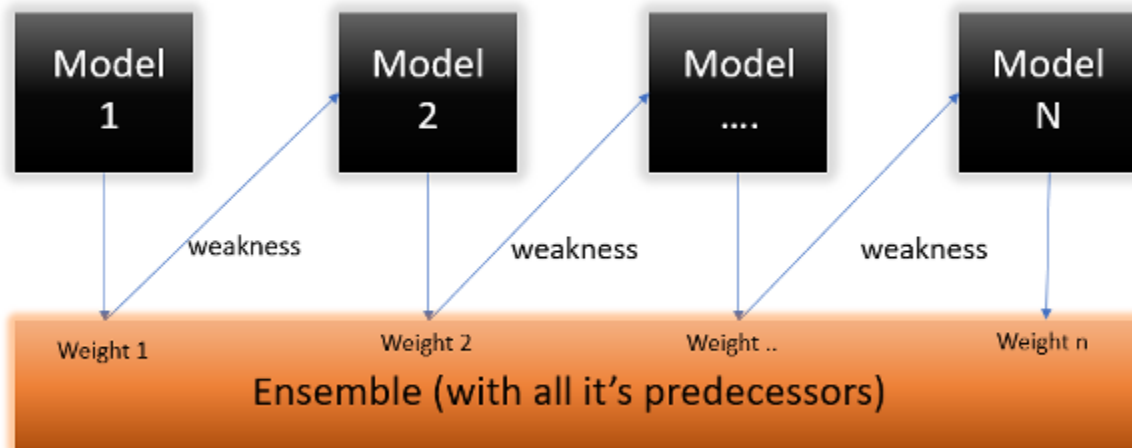 Model
1
Model
2
Model
....
Model
N
weakness
weakness
weakness
Weight 1
Weight 2
Weight ..
Weight n
Ensemble (with all it's predecessors)